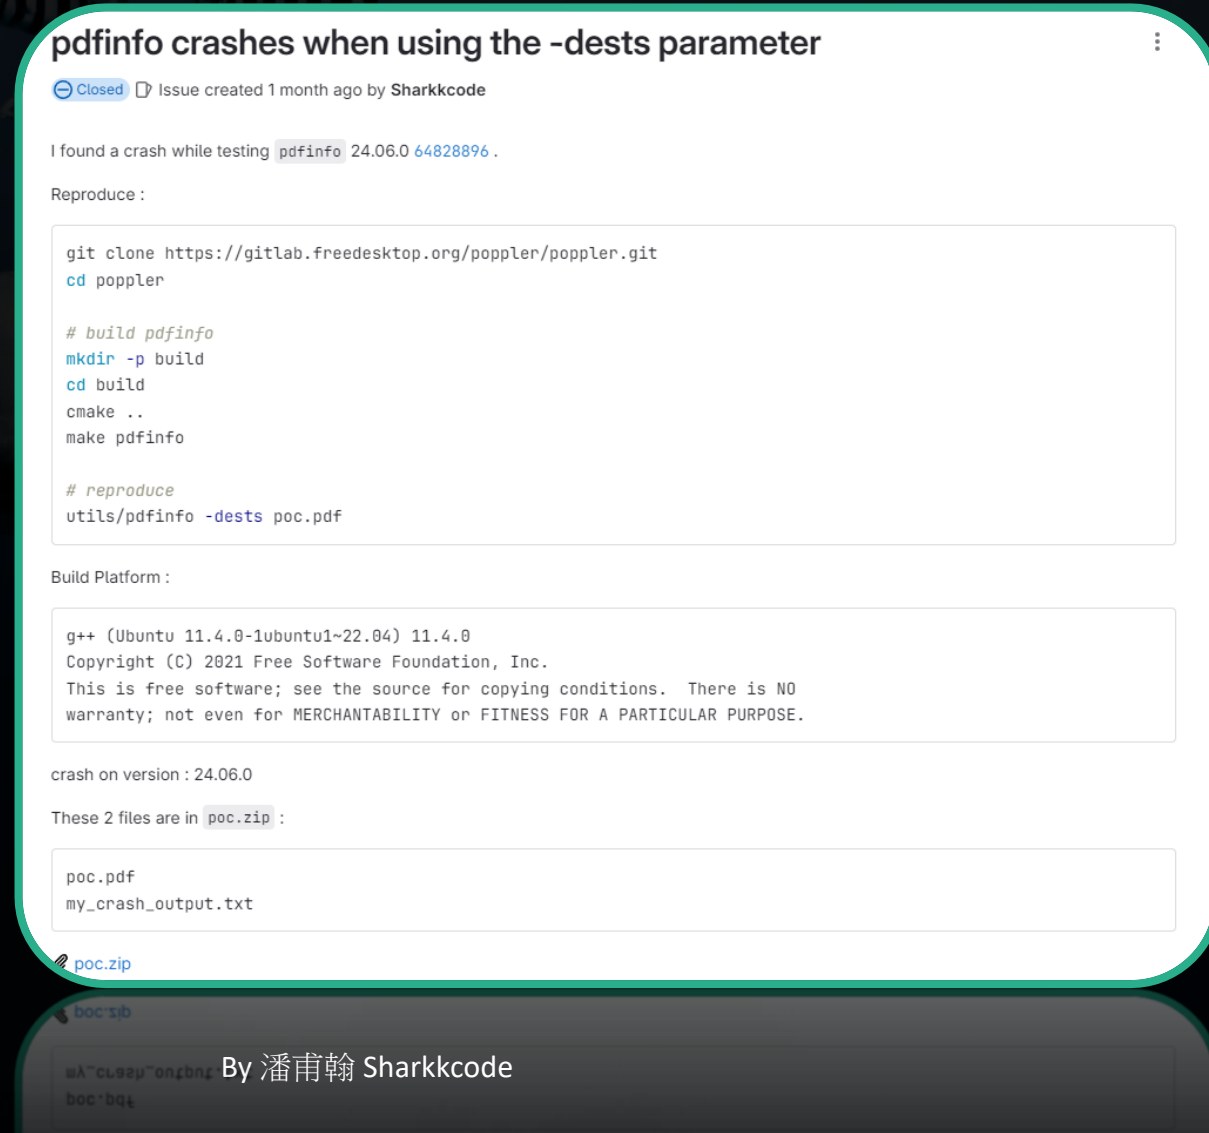 pdfinfo crashes when using the -dests parameter
Closed Issue created 1 month ago by Sharkkcode
I found a crash while testing pdfinfo 24.06.0 64828896 .
Reproduce :
git clone https://gitlab.freedesktop.org/poppler/poppler.git
cd poppler
# build pdfinfo
mkdir -p build
cd build
cmake ..
make pdfinfo
# reproduce
utils/pdfinfo -dests poc.pdf
Build Platform :
g++ (Ubuntu 11.4.0-1ubuntu1~22.04) 11.4.0
Copyright (C) 2021 Free Software Foundation, Inc.
This is free software; see the source for copying conditions.  There is NO
warranty; not even for MERCHANTABILITY or FITNESS FOR A PARTICULAR PURPOSE.
crash on version : 24.06.0
These 2 files are in poc.zip :
poc.pdf
my_crash_output.txt
poc.zip
By 潘甫翰 Sharkkcode